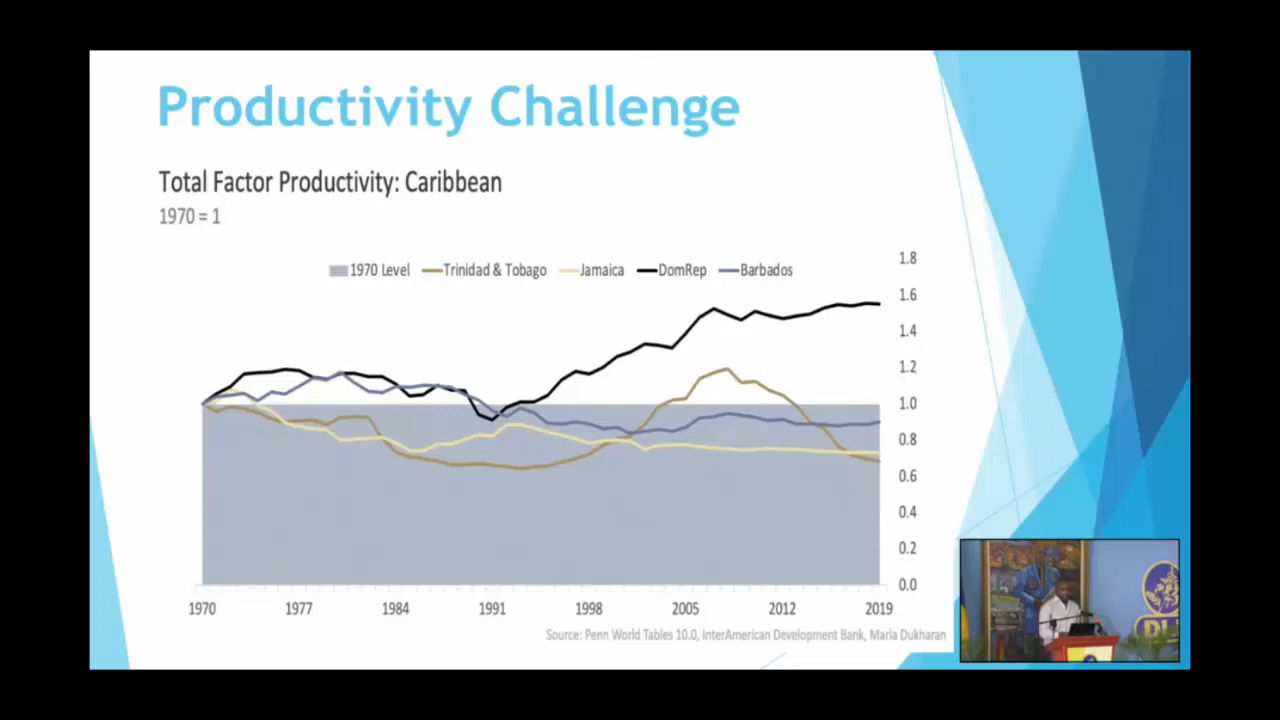 Productivity Challenge
Total Factor Productivity: Caribbean
1970 = 1
1970 Level Trinidad & Tobago Jamaica DomRep Barbados
1.8
1.6
1.4
1.2
1.0
0.8
0.6
0.4
0.2
0.0
1970 1977 1984 1991 1998 2005 2012 2019
Source: Penn World Tables 10.0, InterAmerican Development Bank, Marla Dukharan